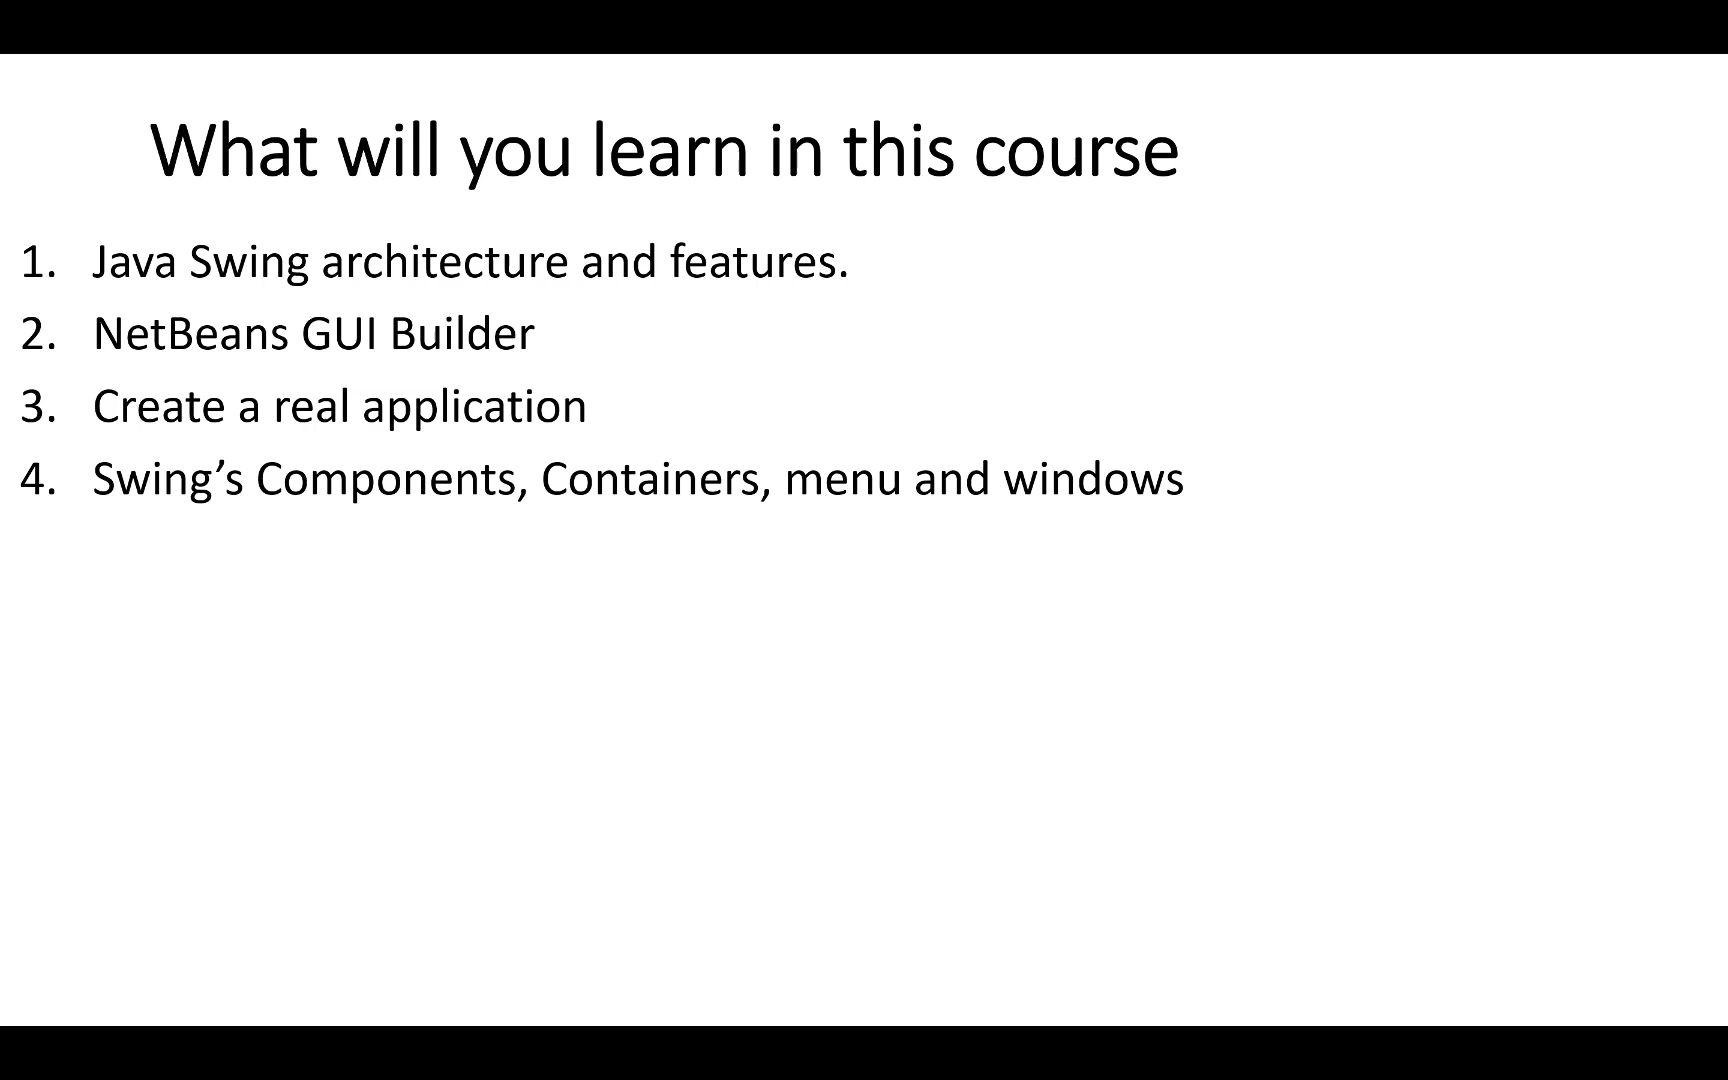 What will you learn in this course
1. Java Swing architecture and features.
2. NetBeans GUI Builder
3. Create a real application
4. Swing’s Components, Containers, menu and windows